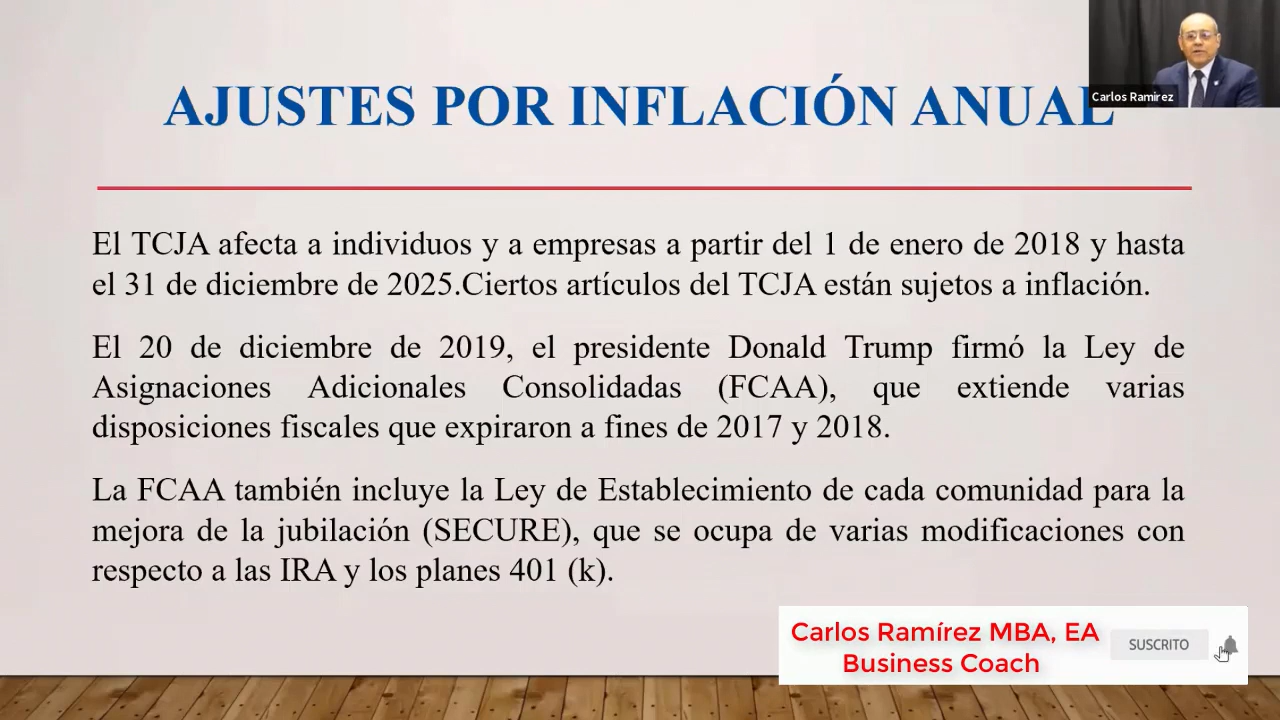 Carlos Ramirez
AJUSTES POR INFLACIÓN ANUAL
El TCJA afecta a individuos y a empresas a partir del 1 de enero de 2018 y hasta
el 31 de diciembre de 2025.Ciertos artículos del TCJA están sujetos a inflación.
El 20 de diciembre de 2019, el presidente Donald Trump firmó la Ley de
Asignaciones Adicionales Consolidadas (FCAA), que extiende varias
disposiciones fiscales que expiraron a fines de 2017 y 2018.
La FCAA también incluye la Ley de Establecimiento de cada comunidad para la
mejora de la jubilación (SECURE), que se ocupa de varias modificaciones con
respecto a las IRA y los planes 401 (k).
Carlos Ramírez MBA, EA
Business Coach
SUSCRITO